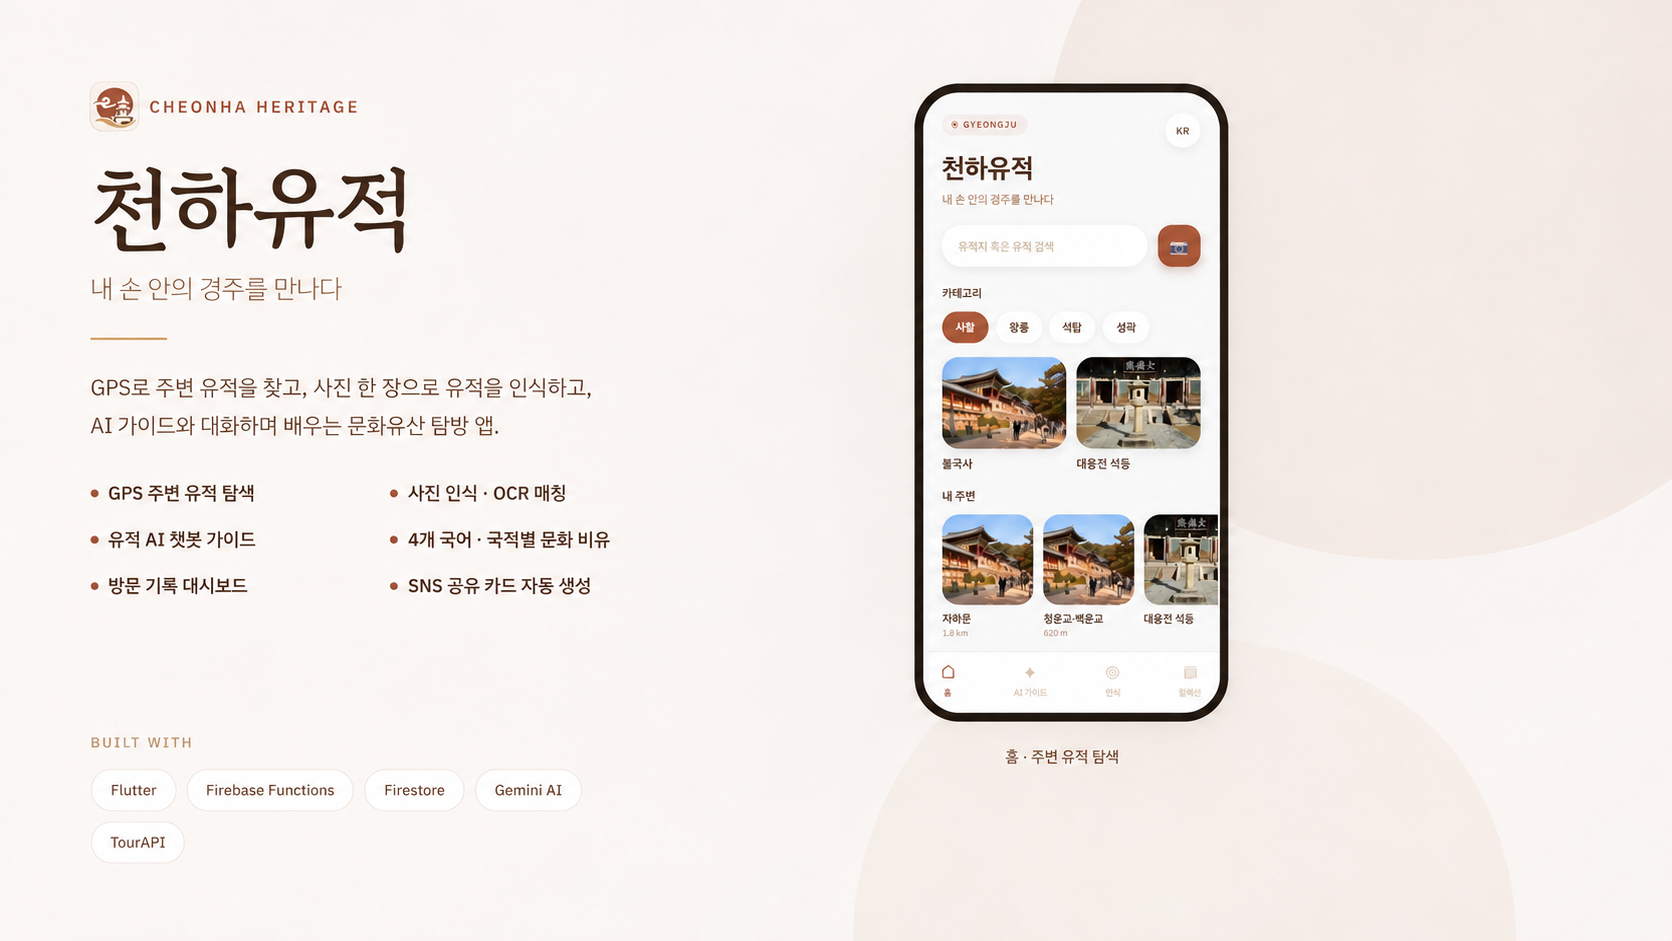 CHEONHA HERITAGE
천하유적
내 손 안의 경주를 만나다
GPS로 주변 유적을 찾고, 사진 한 장으로 유적을 인식하고,
AI 가이드와 대화하며 배우는 문화유산 탐방 앱.
GPS 주변 유적 탐색
사진 인식 · OCR 매칭
유적 AI 챗봇 가이드
4개 국어 · 국적별 문화 비유
방문 기록 대시보드
SNS 공유 카드 자동 생성
BUILT WITH
Flutter
Firebase Functions
Firestore
Gemini AI
TourAPI
GYEONGJU
KR
천하유적
내 손 안의 경주를 만나다
유적지 혹은 유적 검색
카테고리
사찰
왕릉
석탑
성곽
불국사
대웅전 석등
내 주변
자하문
1.8 km
청운교·백운교
620 m
대웅전 석등
홈
AI 가이드
인식
컬렉션
홈 · 주변 유적 탐색